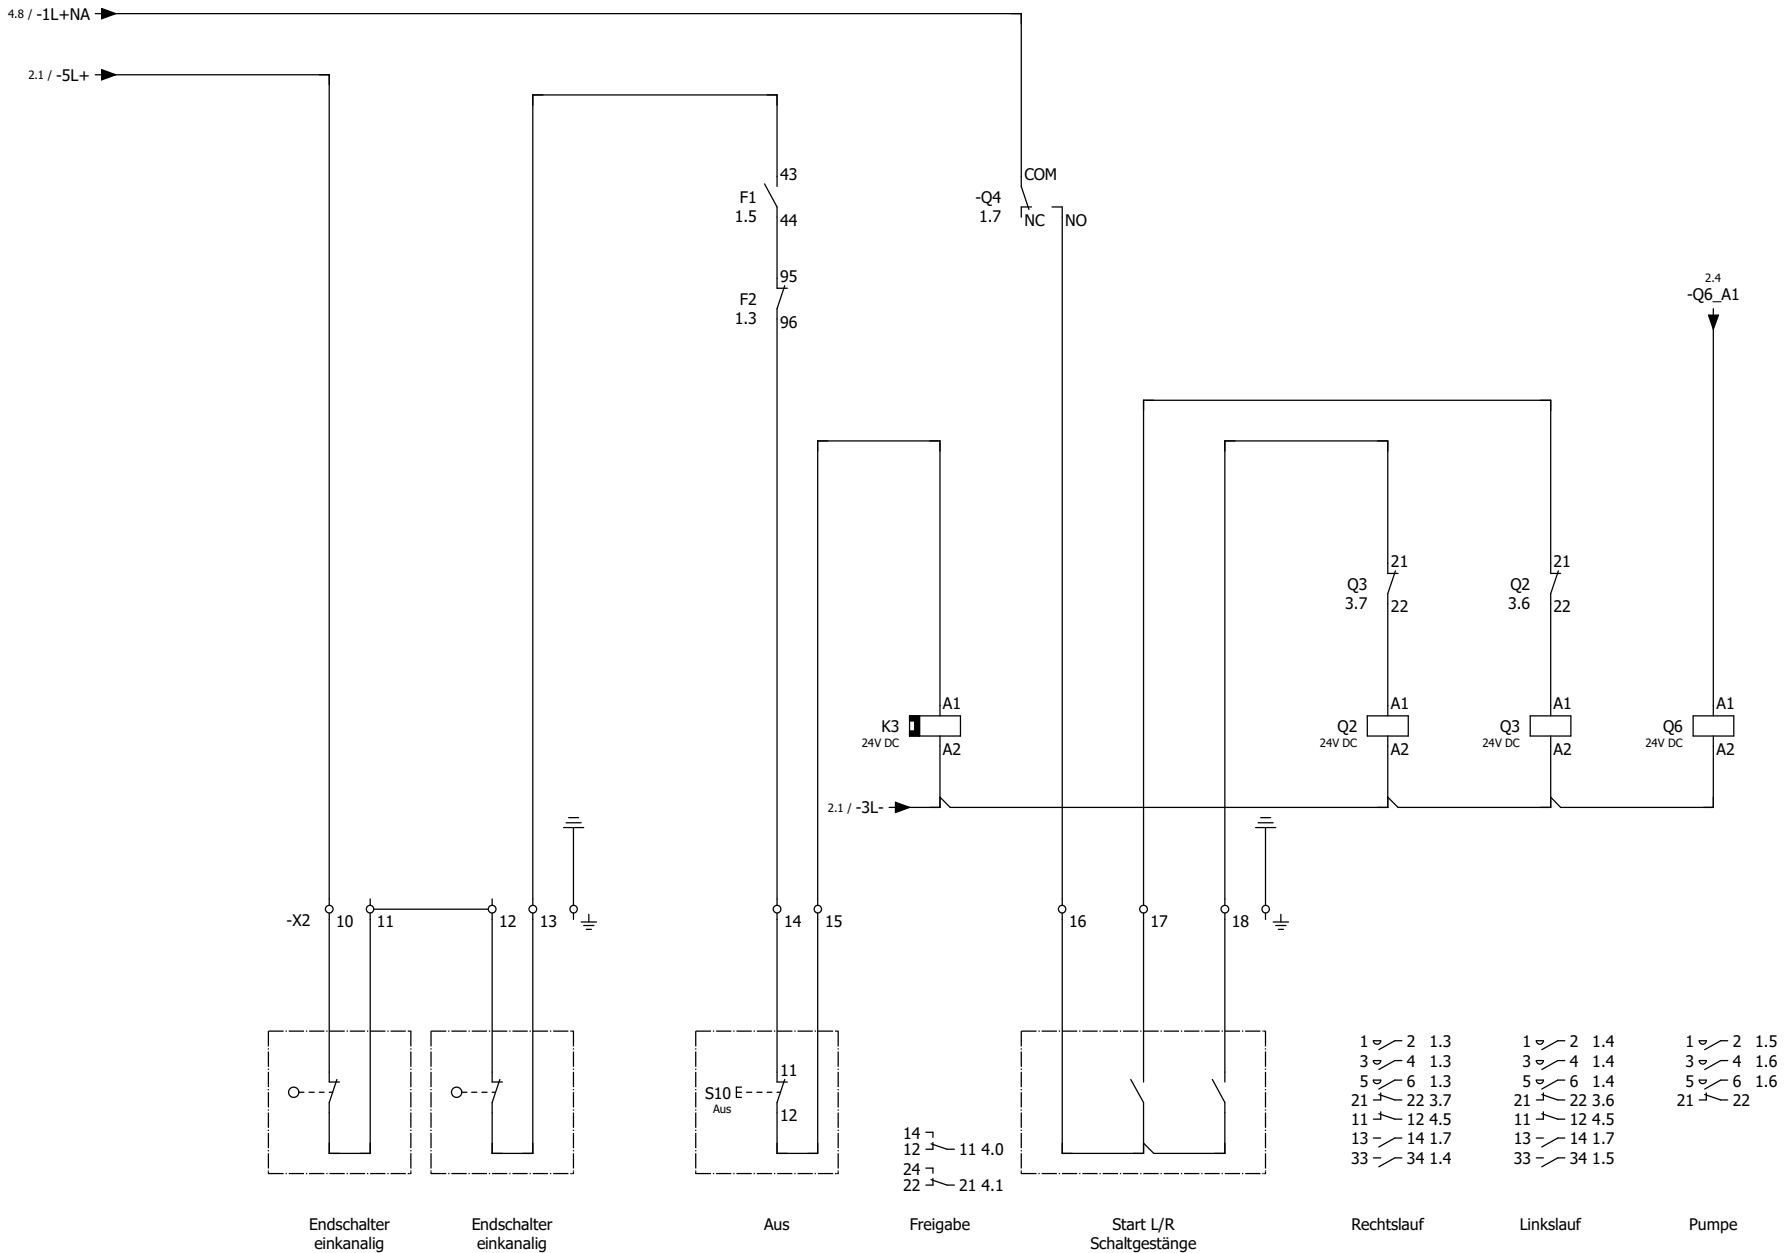 4.8 / -1L+NA
2.1 / -5L+
43
F1
1.5
44
95
F2
1.3
96
COM
-Q4
1.7
NC
NO
2.4
-Q6_A1
21
Q3
3.7
22
21
Q2
3.6
22
A1
K3
24V DC
A2
A1
Q2
24V DC
A2
A1
Q3
24V DC
A2
A1
Q6
24V DC
A2
2.1 / -3L-
-X2
10
11
12
13
14
15
16
17
18
11
S10 E
Aus
12
14
12 11 4.0
24
22 21 4.1
1 2 1.3
3 4 1.3
5 6 1.3
21 22 3.7
11 12 4.5
13 14 1.7
33 34 1.4
1 2 1.4
3 4 1.4
5 6 1.4
21 22 3.6
11 12 4.5
13 14 1.7
33 34 1.5
1 2 1.5
3 4 1.6
5 6 1.6
21 22
Endschalter
einkanalig
Endschalter
einkanalig
Aus
Freigabe
Start L/R
Schaltgestänge
Rechtslauf
Linkslauf
Pumpe